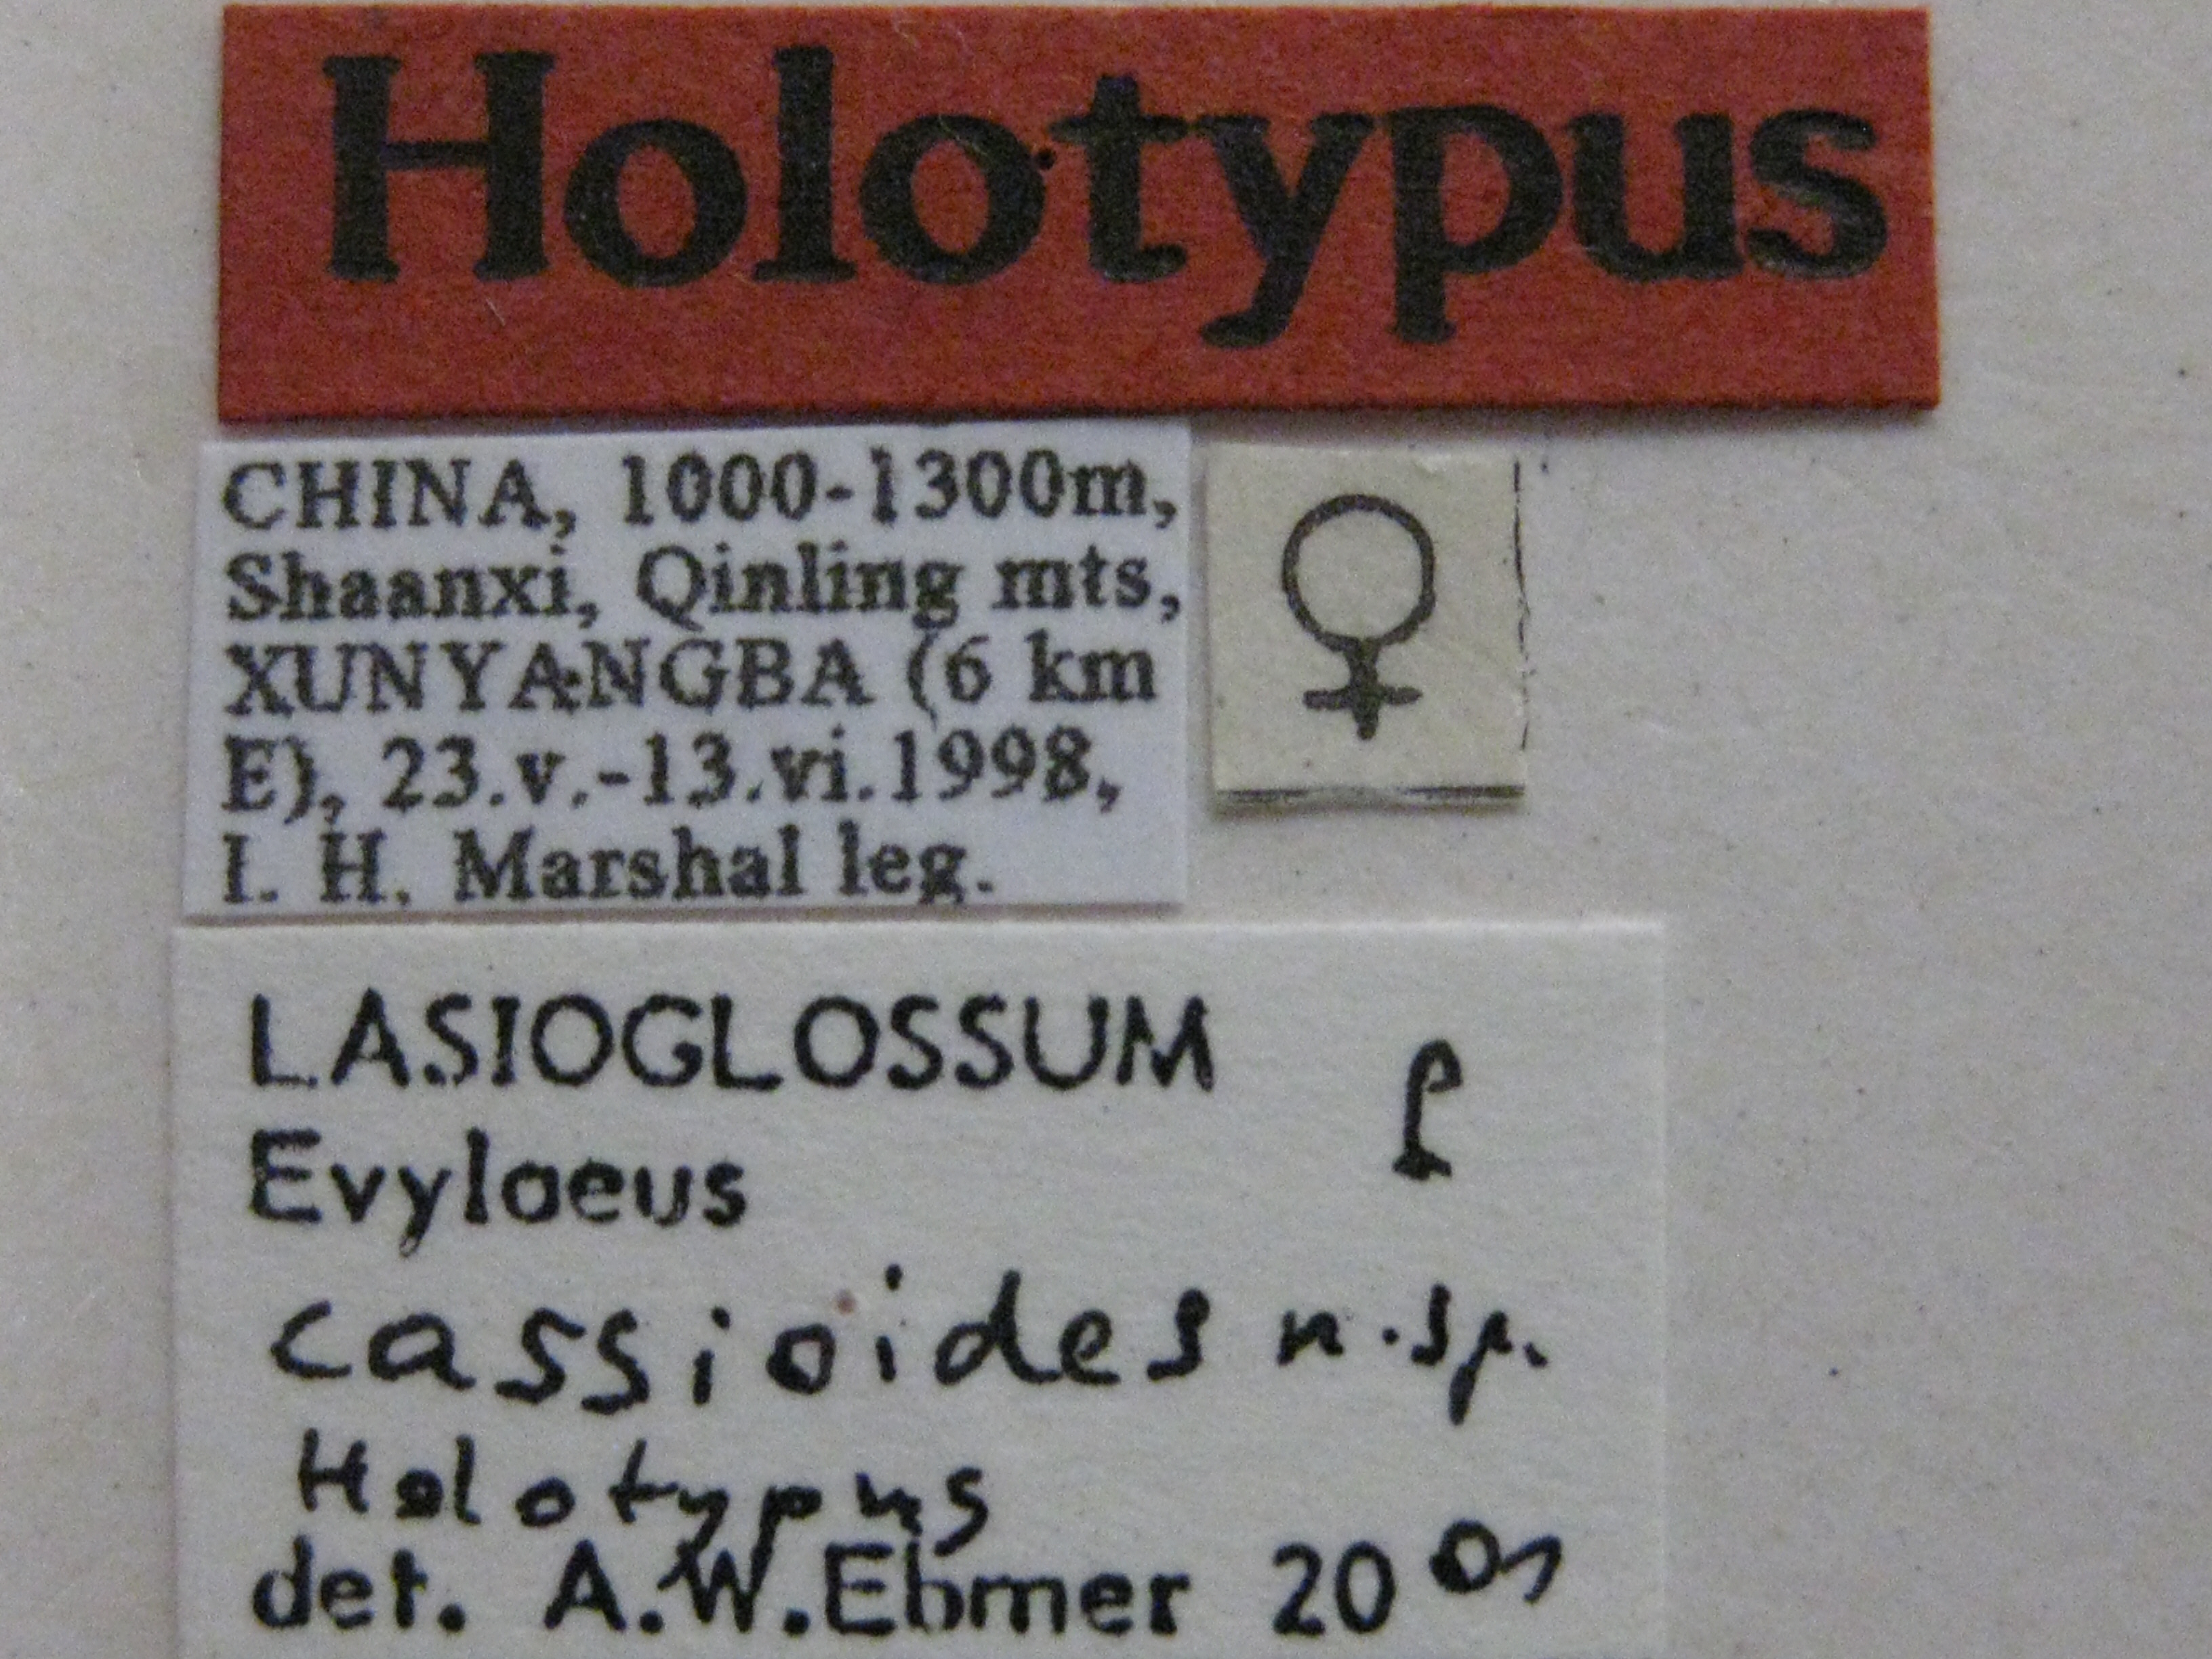 Holotypus
CHINA, 1000-1300m,
Shaanxi, Qinling mts,
XUNYANGBA (6 km
E), 23.v.-13.vi.1998,
I. H. Marshal leg.
♀
LASIOGLOSSUM ♀
Evylaeus
cassioides n.sp.
Holotypus
det. A.W.Ebmer 2001